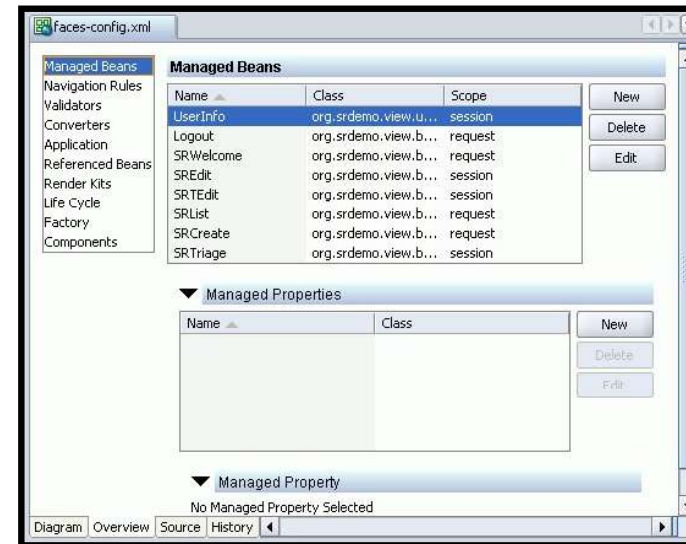 faces-config.xml
Managed Beans
Navigation Rules
Validators
Converters
Application
Referenced Beans
Render Kits
Life Cycle
Factory
Components
Managed Beans
Name Class Scope
UserInfo org.srdemo.view.u... session
Logout org.srdemo.view.b... request
SRWelcome org.srdemo.view.b... request
SREdit org.srdemo.view.b... session
SRTEdit org.srdemo.view.b... session
SRList org.srdemo.view.b... request
SRCreate org.srdemo.view.b... request
SRTriage org.srdemo.view.b... session
New
Delete
Edit
Managed Properties
Name Class
New
Delete
Edit
Managed Property
No Managed Property Selected
Diagram Overview Source History